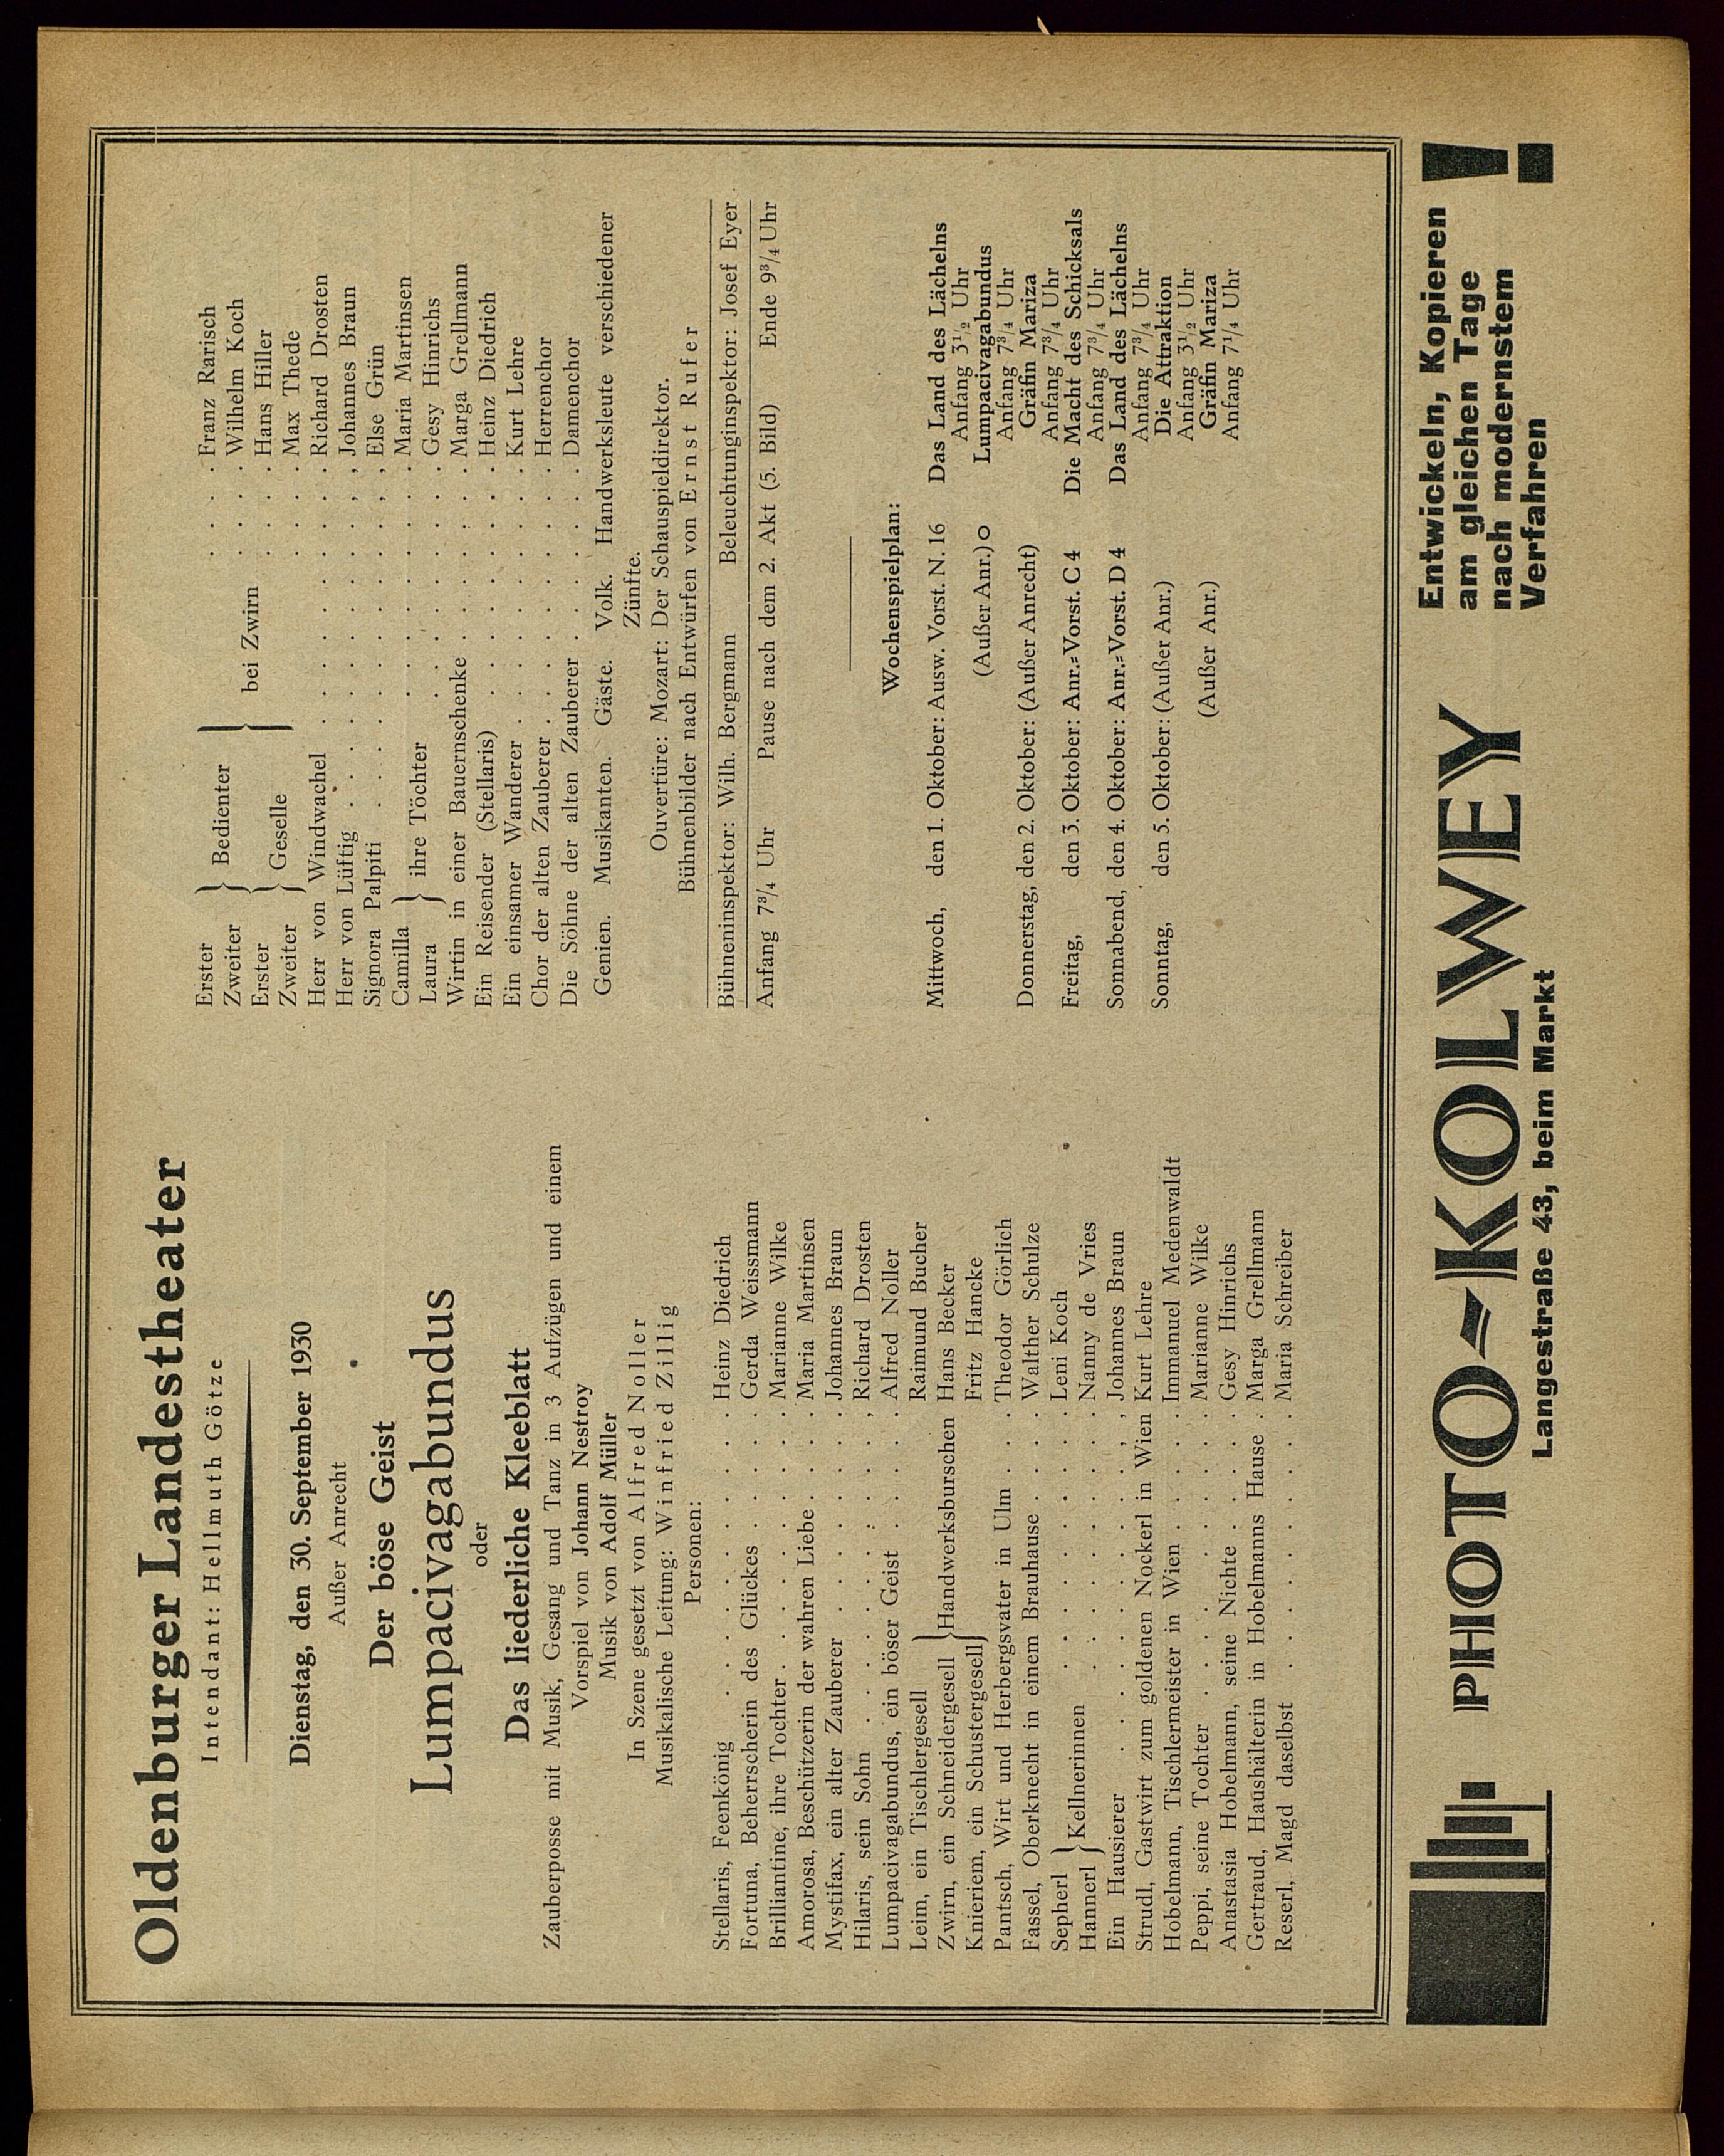 Oldenburger Landestheater
Intendant: Hellmuth Götze
Dienstag, den 30. September 1930
Außer Anrecht
Der böse Geist
Lumpacivagabundus
oder
Das liederliche Kleeblatt
Zauberposse mit Musik, Gesang und Tanz in 3 Aufzügen und einem
Vorspiel von Johann Nestroy
Musik von Adolf Müller
In Szene gesetzt von Alfred Noller
Musikalische Leitung: Winfried Zillig
Personen:
Stellaris, Feenkönig . . . . . . . . . . . Heinz Diedrich
Fortuna, Beherrscherin des Glückes . . . . . Gerda Weissmann
Brilliantine, ihre Tochter . . . . . . . . . Marianne Wilke
Amorosa, Beschützerin der wahren Liebe . . . . Maria Martinsen
Mystifax, ein alter Zauberer . . . . . . . . Johannes Braun
Hilaris, sein Sohn . . . . . . . . . . , Richard Drosten
Lumpacivagabundus, ein böser Geist . . . . . Alfred Noller
Leim, ein Tischlergesell } Handwerksburschen Raimund Bucher
Zwirn, ein Schneidergesell } Hans Becker
Knieriem, ein Schustergesell } Fritz Hancke
Pantsch, Wirt und Herbergsvater in Ulm . . . Theodor Görlich
Fassel, Oberknecht in einem Brauhause . . . . Walther Schulze
Sepherl } Kellnerinnen . . . . . . . . . Leni Koch
Hannerl } . . . . . . . . . Nanny de Vries
Ein Hausierer . . . . . . . . . . . , , Johannes Braun
Strudl, Gastwirt zum goldenen Nockerl in Wien Kurt Lehre
Hobelmann, Tischlermeister in Wien . . . . . Immanuel Medenwaldt
Peppi, seine Tochter . . . . . . . . . . Marianne Wilke
Anastasia Hobelmann, seine Nichte . . . . . Gesy Hinrichs
Gertraud, Haushälterin in Hobelmanns Hause . Marga Grellmann
Reserl, Magd daselbst . . . . . . . . . . Maria Schreiber
Erster } Bedienter } bei Zwirn . . . . Franz Rarisch
Zweiter } . . . . Wilhelm Koch
Erster } Geselle } . . . . Hans Hiller
Zweiter } . . . . Max Thede
Herr von Windwachel . . . . . . . . . . Richard Drosten
Herr von Lüftig . . . . . . . . . . . , , Johannes Braun
Signora Palpiti . . . . . . . . . . . , , Else Grün
Camilla } ihre Töchter . . . . . . . . . Maria Martinsen
Laura } . . . . . . . . . Gesy Hinrichs
Wirtin in einer Bauernschenke . . . . . . . Marga Grellmann
Ein Reisender (Stellaris) . . . . . . . . . Heinz Diedrich
Ein einsamer Wanderer . . . . . . . . . . Kurt Lehre
Chor der alten Zauberer . . . . . . . . . . Herrenchor
Die Söhne der alten Zauberer . . . . . . . Damenchor
Genien. Musikanten. Gäste. Volk. Handwerksleute verschiedener
Zünfte.
Ouvertüre: Mozart: Der Schauspieldirektor.
Bühnenbilder nach Entwürfen von Ernst Rufer
Bühneninspektor: Wilh. Bergmann Beleuchtunginspektor: Josef Eyer
Anfang 7³/₄ Uhr Pause nach dem 2. Akt (5. Bild) Ende 9³/₄ Uhr
Wochenspielplan:
Mittwoch, den 1. Oktober: Ausw. Vorst. N. 16 Das Land des Lächelns
Anfang 3¹/₂ Uhr
(Außer Anr.) o Lumpacivagabundus
Anfang 7³/₄ Uhr
Donnerstag, den 2. Oktober: (Außer Anrecht) Gräfin Mariza
Anfang 7³/₄ Uhr
Freitag, den 3. Oktober: Anr.=Vorst. C 4 Die Macht des Schicksals
Anfang 7³/₄ Uhr
Sonnabend, den 4. Oktober: Anr.=Vorst. D 4 Das Land des Lächelns
Anfang 7³/₄ Uhr
Sonntag, den 5. Oktober: (Außer Anr.) Die Attraktion
Anfang 3¹/₂ Uhr
(Außer Anr.) Gräfin Mariza
Anfang 7¹/₄ Uhr
PHOTO-KOLWEY
Langestraße 43, beim Markt
Entwickeln, Kopieren
am gleichen Tage
nach modernstem
Verfahren !